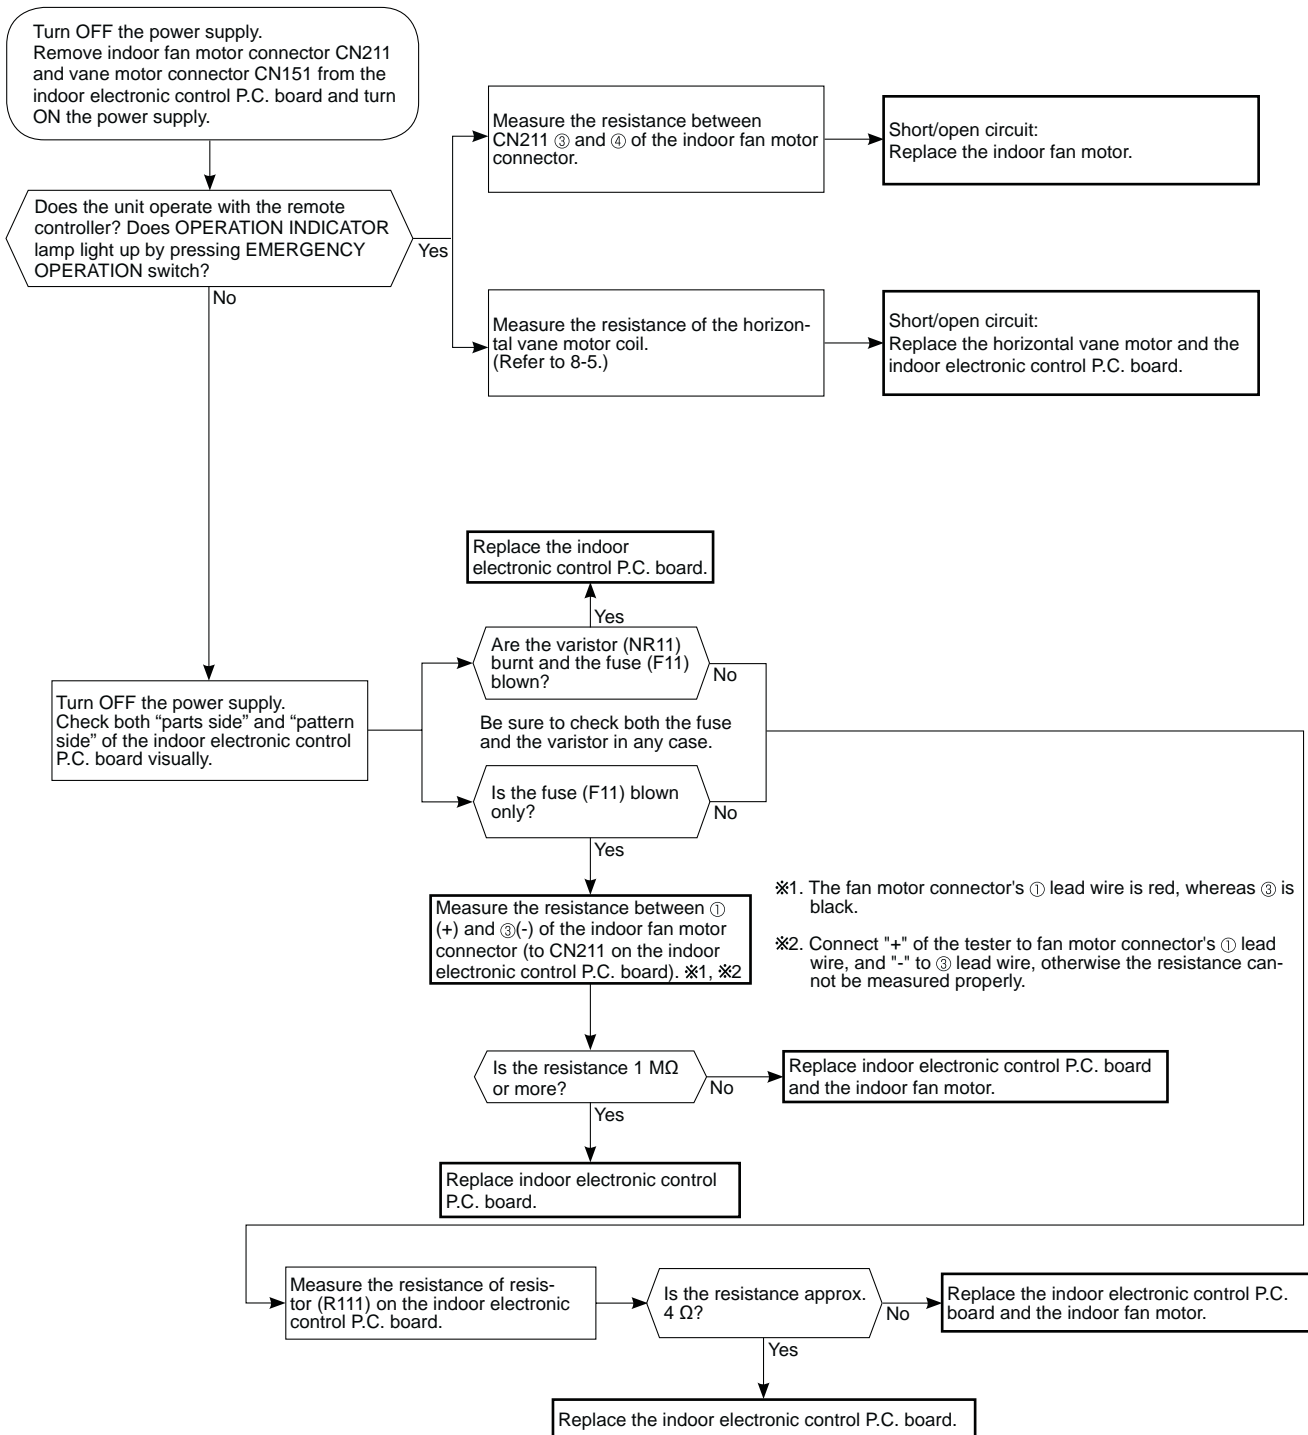 Turn OFF the power supply.
Remove indoor fan motor connector CN211
and vane motor connector CN151 from the
indoor electronic control P.C. board and turn
ON the power supply.
Does the unit operate with the remote
controller? Does OPERATION INDICATOR
lamp light up by pressing EMERGENCY
OPERATION switch?
Yes
No
Measure the resistance between
CN211 ③ and ④ of the indoor fan motor
connector.
Short/open circuit:
Replace the indoor fan motor.
Measure the resistance of the horizon-
tal vane motor coil.
(Refer to 8-5.)
Short/open circuit:
Replace the horizontal vane motor and the
indoor electronic control P.C. board.
Replace the indoor
electronic control P.C. board.
Yes
Are the varistor (NR11)
burnt and the fuse (F11)
blown?
No
Turn OFF the power supply.
Check both “parts side” and “pattern
side” of the indoor electronic control
P.C. board visually.
Be sure to check both the fuse
and the varistor in any case.
Is the fuse (F11) blown
only?
No
Yes
Measure the resistance between ①
(+) and ③(-) of the indoor fan motor
connector (to CN211 on the indoor
electronic control P.C. board). ※1, ※2
※1. The fan motor connector's ① lead wire is red, whereas ③ is
black.
※2. Connect "+" of the tester to fan motor connector's ① lead
wire, and "-" to ③ lead wire, otherwise the resistance can-
not be measured properly.
Is the resistance 1 MΩ
or more?
No
Yes
Replace indoor electronic control P.C. board
and the indoor fan motor.
Replace indoor electronic control
P.C. board.
Measure the resistance of resis-
tor (R111) on the indoor electronic
control P.C. board.
Is the resistance approx.
4 Ω?
No
Yes
Replace the indoor electronic control P.C.
board and the indoor fan motor.
Replace the indoor electronic control P.C. board.